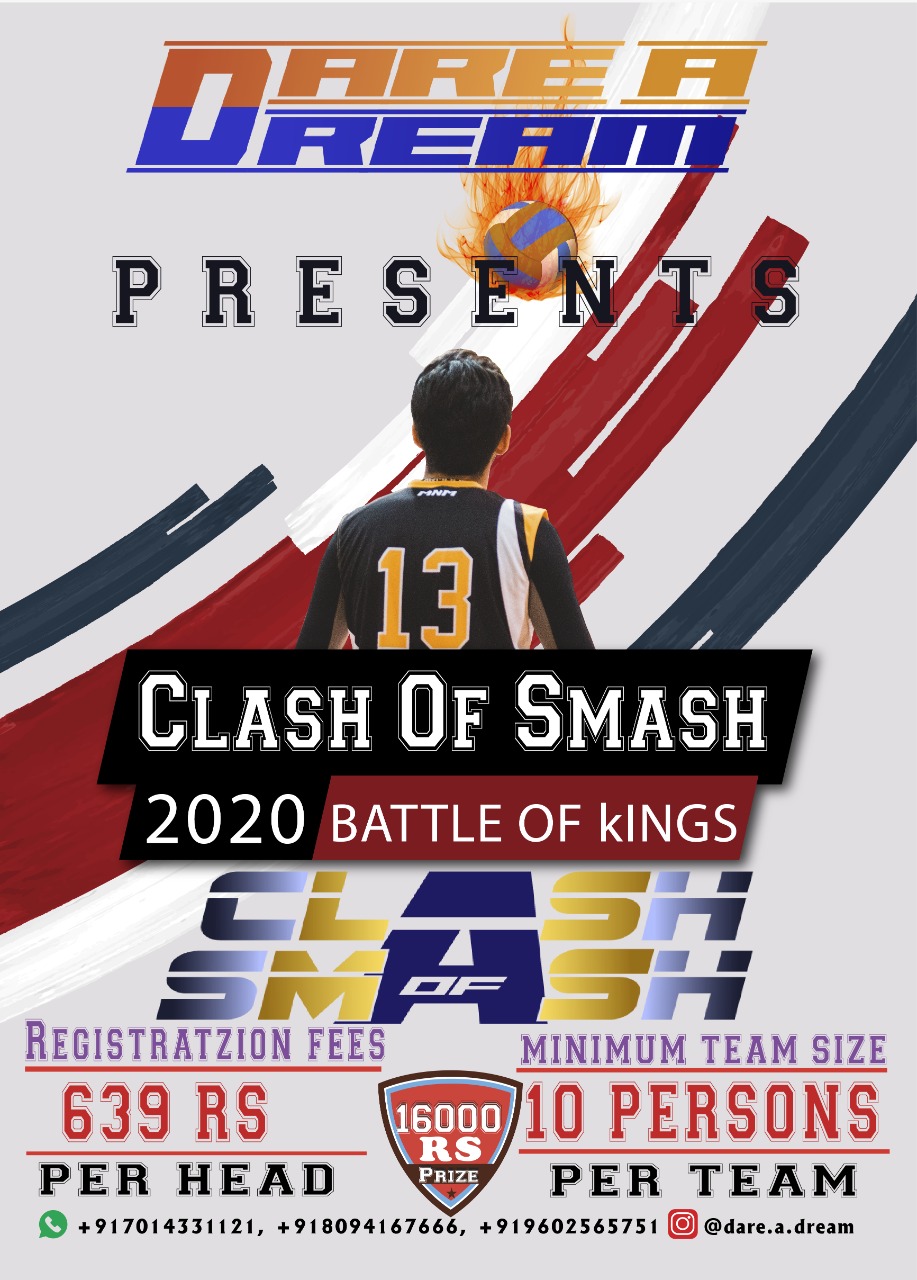 DARE A
DREAM
PRESENTS
MNM
13
CLASH OF SMASH
2020 BATTLE OF kINGS
CLASH
OF
SMASH
REGISTRATZION FEES
639 RS
PER HEAD
16000
RS
PRIZE
MINIMUM TEAM SIZE
10 PERSONS
PER TEAM
+917014331121, +918094167666, +919602565751 @dare.a.dream